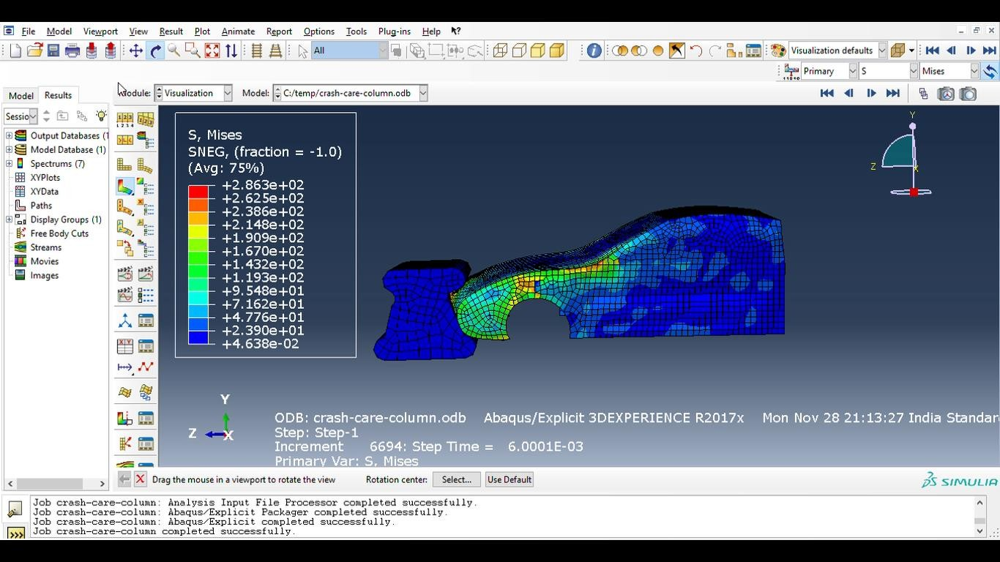 File Model Viewport View Result Plot Animate Report Options Tools Plug-ins Help
All Visualization defaults
Primary S Mises
Model Results Module: Visualization Model: C:/temp/crash-care-column.odb
Sessio
Output Databases (1
Model Database (1)
Spectrums (7)
XYPlots
XYData
Paths
Display Groups (1)
Free Body Cuts
Streams
Movies
Images
S, Mises
SNEG, (fraction = -1.0)
(Avg: 75%)
+2.863e+02
+2.625e+02
+2.386e+02
+2.148e+02
+1.909e+02
+1.670e+02
+1.432e+02
+1.193e+02
+9.548e+01
+7.162e+01
+4.776e+01
+2.390e+01
+4.638e-02
Y
Z X
Y
Z X
ODB: crash-care-column.odb Abaqus/Explicit 3DEXPERIENCE R2017x Mon Nov 28 21:13:27 India Standar
Step: Step-1
Increment 6694: Step Time = 6.0001E-03
Primary Var: S, Mises
Drag the mouse in a viewport to rotate the view Rotation center: Select... Use Default
SIMULIA
Job crash-care-column: Analysis Input File Processor completed successfully.
Job crash-care-column: Abaqus/Explicit Packager completed successfully.
Job crash-care-column: Abaqus/Explicit completed successfully.
Job crash-care-column completed successfully.
>>>